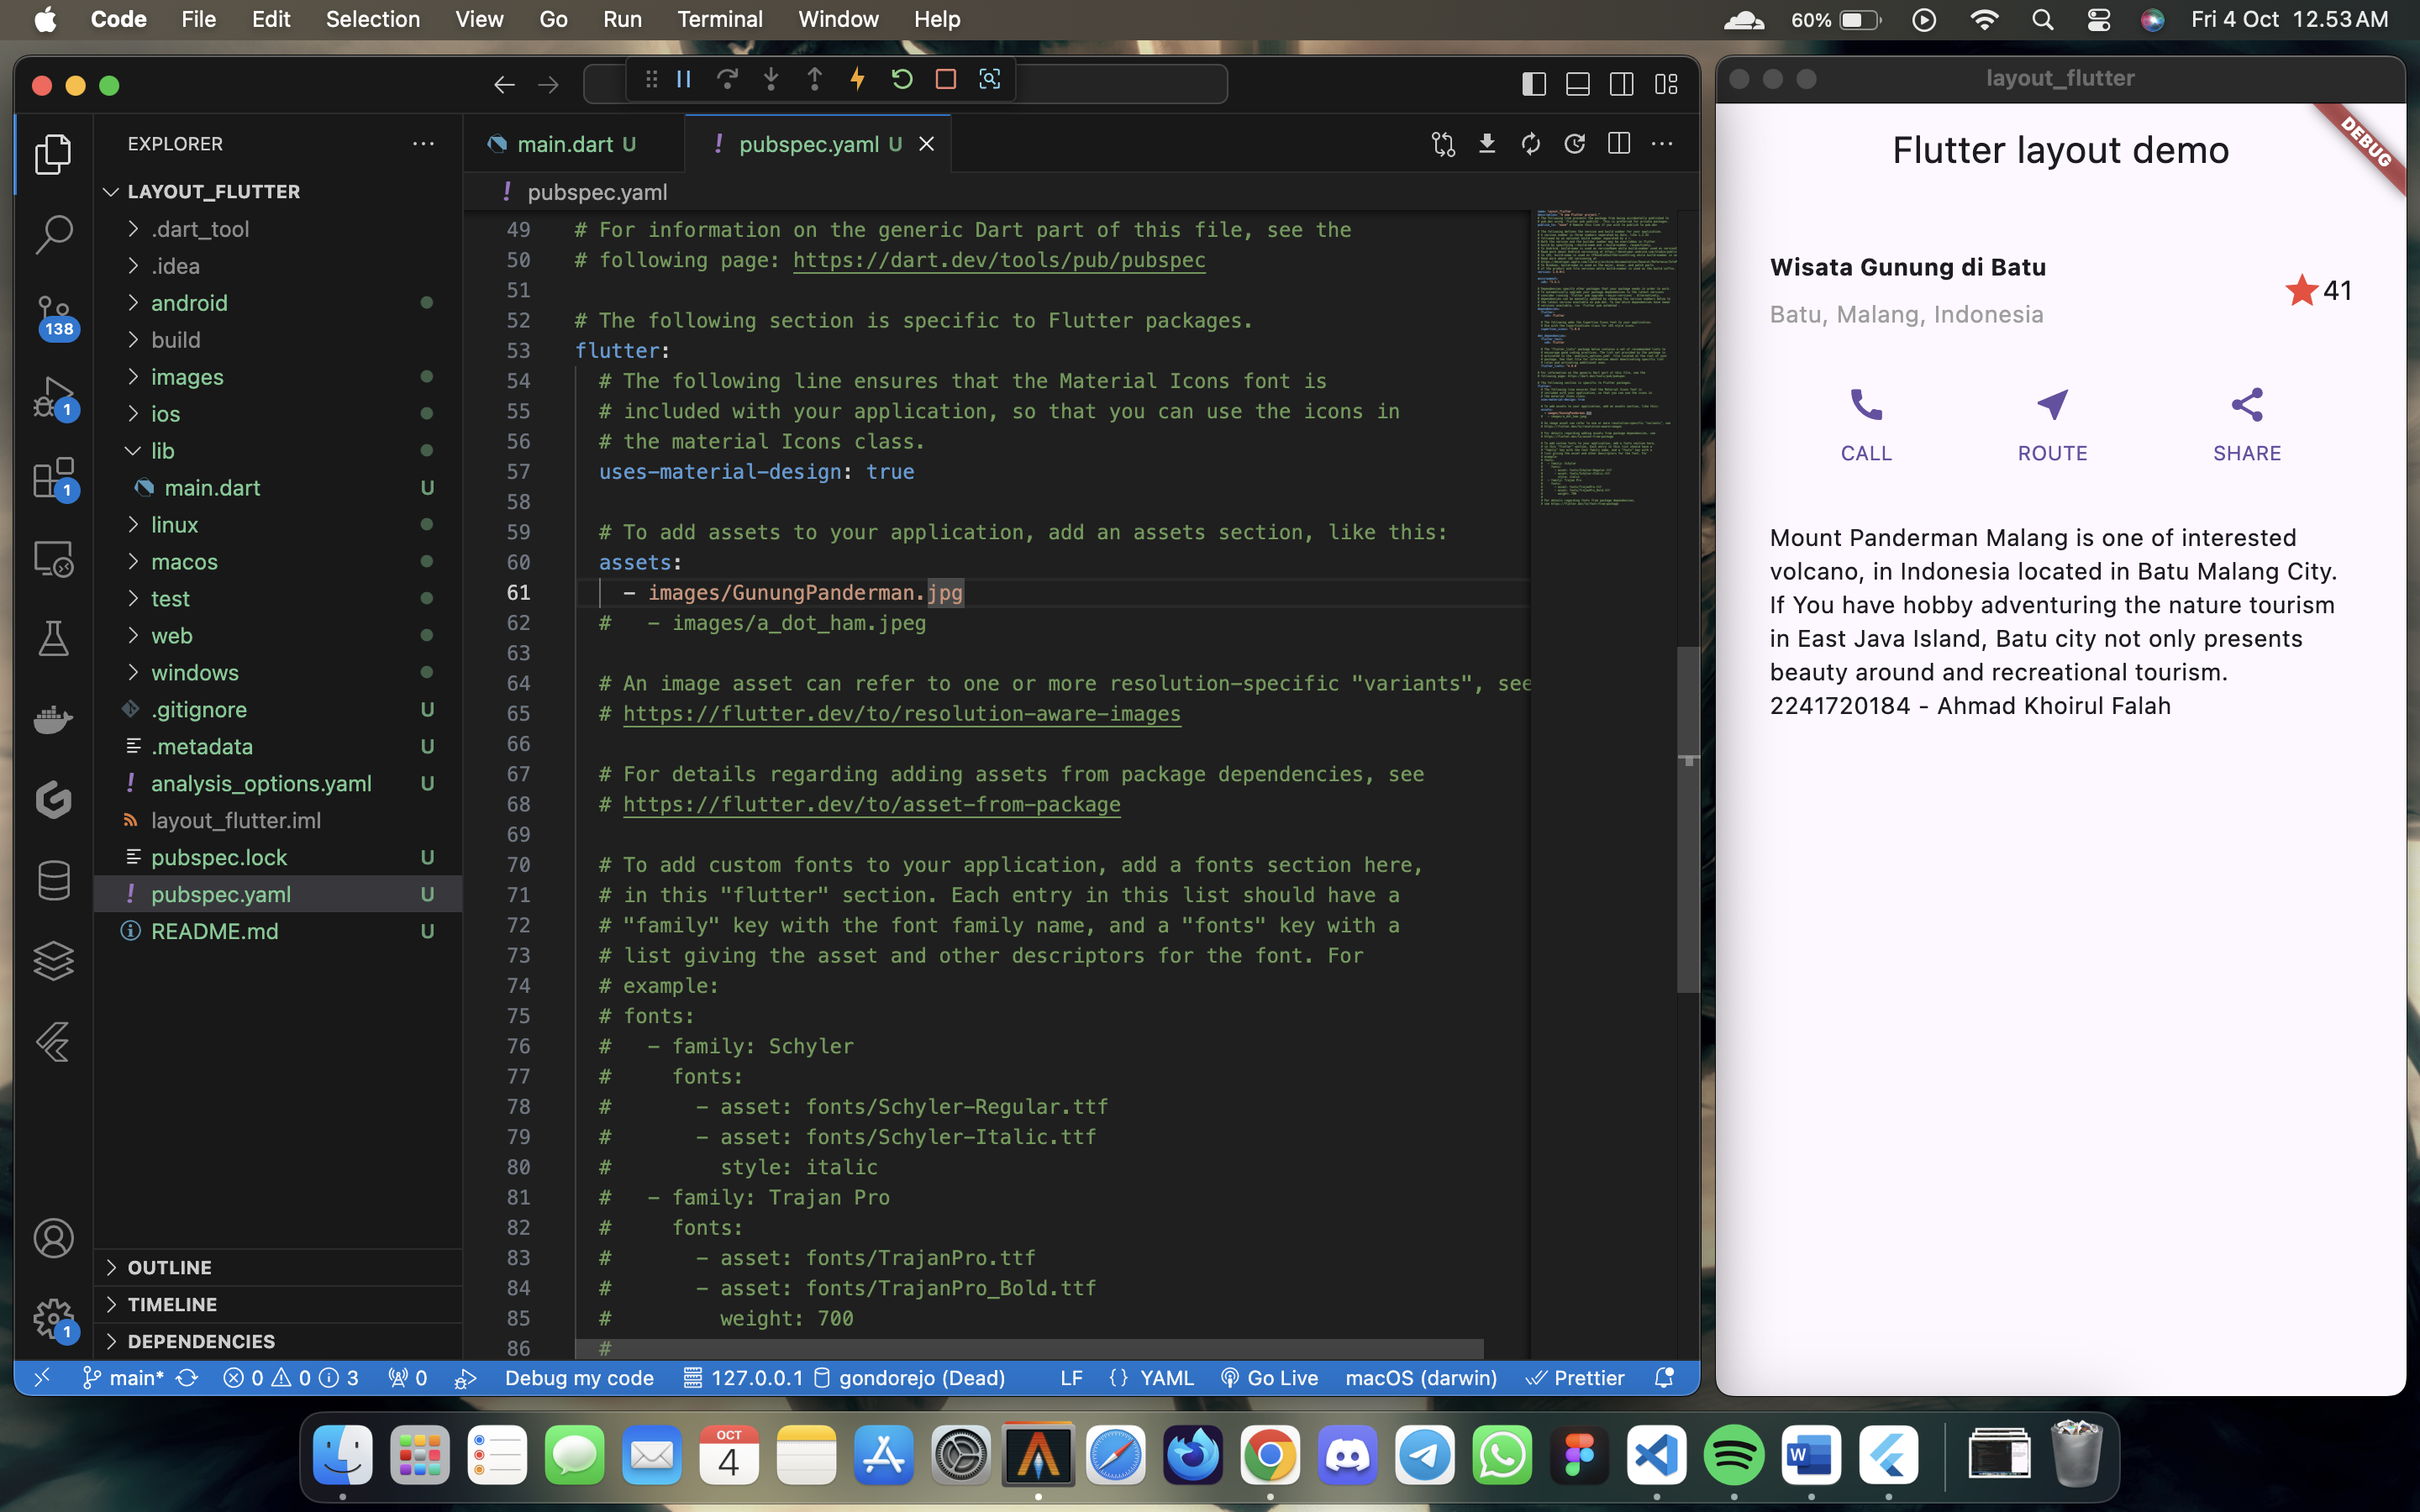 Code File Edit Selection View Go Run Terminal Window Help
60% Fri 4 Oct 12.53 AM
EXPLORER
LAYOUT_FLUTTER
.dart_tool
.idea
android
build
images
ios
lib
main.dart U
linux
macos
test
web
windows
.gitignore U
.metadata U
! analysis_options.yaml U
layout_flutter.iml
pubspec.lock U
! pubspec.yaml U
README.md U
OUTLINE
TIMELINE
DEPENDENCIES
138
1
1
1
main.dart U
! pubspec.yaml U
! pubspec.yaml
49 # For information on the generic Dart part of this file, see the
50 # following page: https://dart.dev/tools/pub/pubspec
51
52 # The following section is specific to Flutter packages.
53 flutter:
54 # The following line ensures that the Material Icons font is
55 # included with your application, so that you can use the icons in
56 # the material Icons class.
57 uses-material-design: true
58
59 # To add assets to your application, add an assets section, like this:
60 assets:
61 - images/GunungPanderman.jpg
62 # - images/a_dot_ham.jpeg
63
64 # An image asset can refer to one or more resolution-specific "variants", see
65 # https://flutter.dev/to/resolution-aware-images
66
67 # For details regarding adding assets from package dependencies, see
68 # https://flutter.dev/to/asset-from-package
69
70 # To add custom fonts to your application, add a fonts section here,
71 # in this "flutter" section. Each entry in this list should have a
72 # "family" key with the font family name, and a "fonts" key with a
73 # list giving the asset and other descriptors for the font. For
74 # example:
75 # fonts:
76 # - family: Schyler
77 # fonts:
78 # - asset: fonts/Schyler-Regular.ttf
79 # - asset: fonts/Schyler-Italic.ttf
80 # style: italic
81 # - family: Trajan Pro
82 # fonts:
83 # - asset: fonts/TrajanPro.ttf
84 # - asset: fonts/TrajanPro_Bold.ttf
85 # weight: 700
86 #
main* 0 0 3 0 Debug my code 127.0.0.1 gondorejo (Dead) LF {} YAML Go Live macOS (darwin) Prettier
layout_flutter
DEBUG
Flutter layout demo
Wisata Gunung di Batu
41
Batu, Malang, Indonesia
CALL ROUTE SHARE
Mount Panderman Malang is one of interested
volcano, in Indonesia located in Batu Malang City.
If You have hobby adventuring the nature tourism
in East Java Island, Batu city not only presents
beauty around and recreational tourism.
2241720184 - Ahmad Khoirul Falah
OCT
4
W